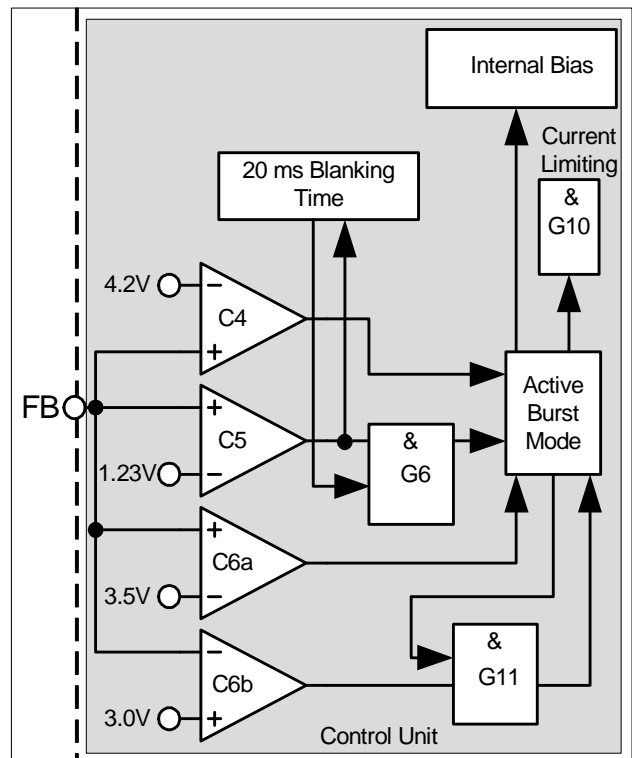 Internal Bias
Current
Limiting
20 ms Blanking
Time
&
G10
4.2V
−
C4
+
FB
+
C5
−
1.23V
&
G6
Active
Burst
Mode
+
C6a
−
3.5V
−
C6b
+
3.0V
&
G11
Control Unit